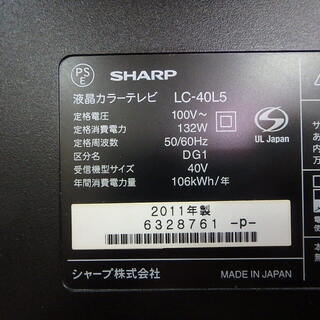 PS
E
SHARP
液晶カラーテレビ LC-40L5
定格電圧 100V～
定格消費電力 132W
定格周波数 50/60Hz
区分名 DG1
受信機型サイズ 40V
年間消費電力量 106kWh/年
UL Japan
2011年製
6328761 -p-
シャープ株式会社 MADE IN JAPAN